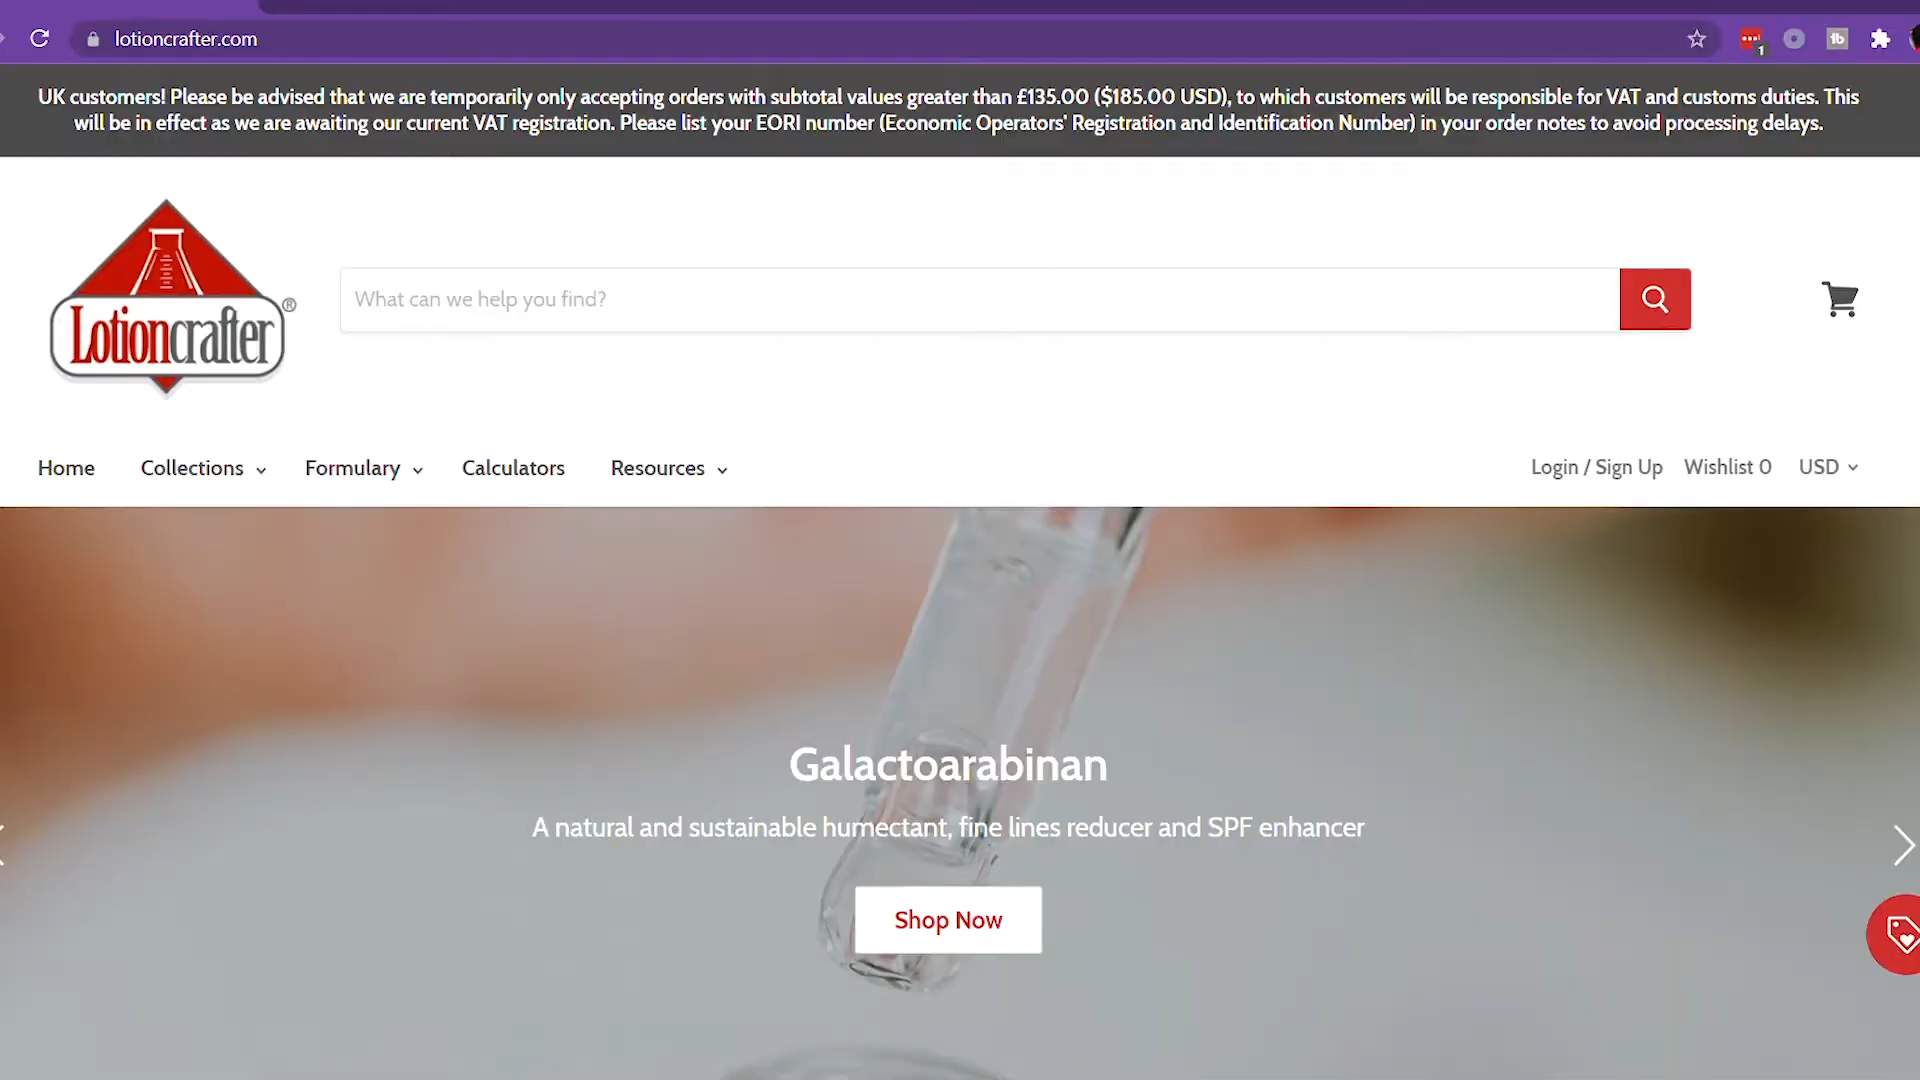 lotioncrafter.com
1
tb
UK customers! Please be advised that we are temporarily only accepting orders with subtotal values greater than £135.00 ($185.00 USD), to which customers will be responsible for VAT and customs duties. This
will be in effect as we are awaiting our current VAT registration. Please list your EORI number (Economic Operators' Registration and Identification Number) in your order notes to avoid processing delays.
Lotioncrafter®
What can we help you find?
Home Collections Formulary Calculators Resources Login / Sign Up Wishlist 0 USD
Galactoarabinan
A natural and sustainable humectant, fine lines reducer and SPF enhancer
Shop Now